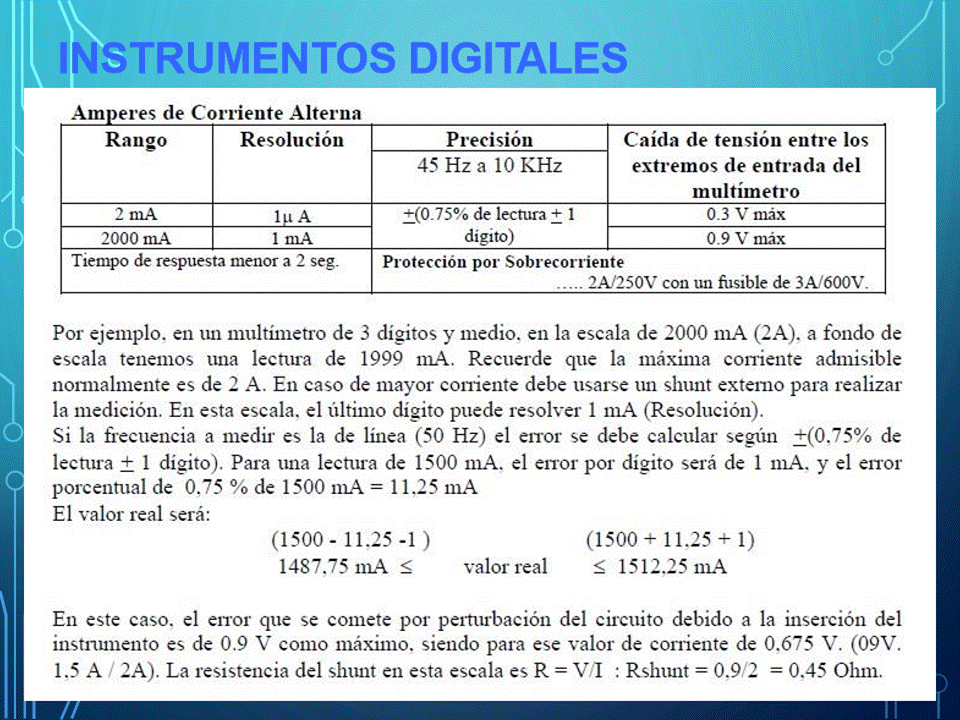 INSTRUMENTOS DIGITALES
Amperes de Corriente Alterna
Rango Resolución Precisión Caída de tensión entre los
45 Hz a 10 KHz extremos de entrada del
multímetro
2 mA 1μ A ±(0.75% de lectura ± 1 0.3 V máx
2000 mA 1 mA dígito) 0.9 V máx
Tiempo de respuesta menor a 2 seg. Protección por Sobrecorriente
….. 2A/250V con un fusible de 3A/600V.
Por ejemplo, en un multímetro de 3 dígitos y medio, en la escala de 2000 mA (2A), a fondo de
escala tenemos una lectura de 1999 mA. Recuerde que la máxima corriente admisible
normalmente es de 2 A. En caso de mayor corriente debe usarse un shunt externo para realizar
la medición. En esta escala, el último dígito puede resolver 1 mA (Resolución).
Si la frecuencia a medir es la de línea (50 Hz) el error se debe calcular según ±(0,75% de
lectura ± 1 dígito). Para una lectura de 1500 mA, el error por dígito será de 1 mA, y el error
porcentual de 0,75 % de 1500 mA = 11,25 mA
El valor real será:
(1500 - 11,25 -1 ) (1500 + 11,25 + 1)
1487,75 mA ≤ valor real ≤ 1512,25 mA
En este caso, el error que se comete por perturbación del circuito debido a la inserción del
instrumento es de 0.9 V como máximo, siendo para ese valor de corriente de 0,675 V. (09V.
1,5 A / 2A). La resistencia del shunt en esta escala es R = V/I : Rshunt = 0,9/2 = 0,45 Ohm.